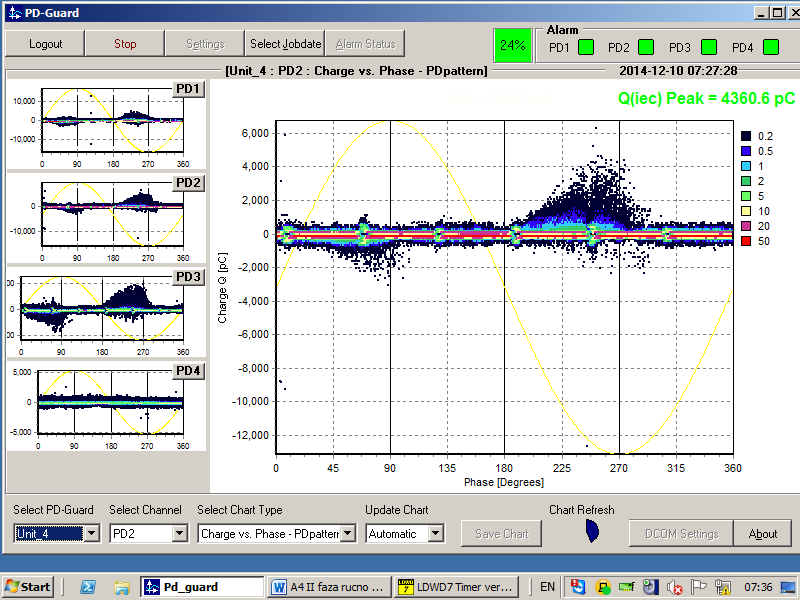 PD-Guard
Logout Stop Settings Select Jobdate Alarm Status 24% Alarm PD1 PD2 PD3 PD4
[Unit_4 : PD2 : Charge vs. Phase - PDpattern] 2014-12-10 07:27:28
Q(iec) Peak = 4360.6 pC
PD1
10,000
0
-10,000
0 90 180 270 360
PD2
0
-10,000
0 90 180 270 360
PD3
0
0 90 180 270 360
PD4
5,000
0
-5,000
0 90 180 270 360
Charge Q [pC]
6,000
4,000
2,000
0
-2,000
-4,000
-6,000
-8,000
-10,000
-12,000
0 45 90 135 180 225 270 315 360
Phase [Degrees]
0.2
0.5
1
2
5
10
20
50
Select PD-Guard Select Channel Select Chart Type Update Chart Chart Refresh
Unit_4 PD2 Charge vs. Phase - PDpattern Automatic Save Chart DCOM Settings About
Start Pd_guard A4 II faza rucno ... LDWD7 Timer ver... EN 07:36